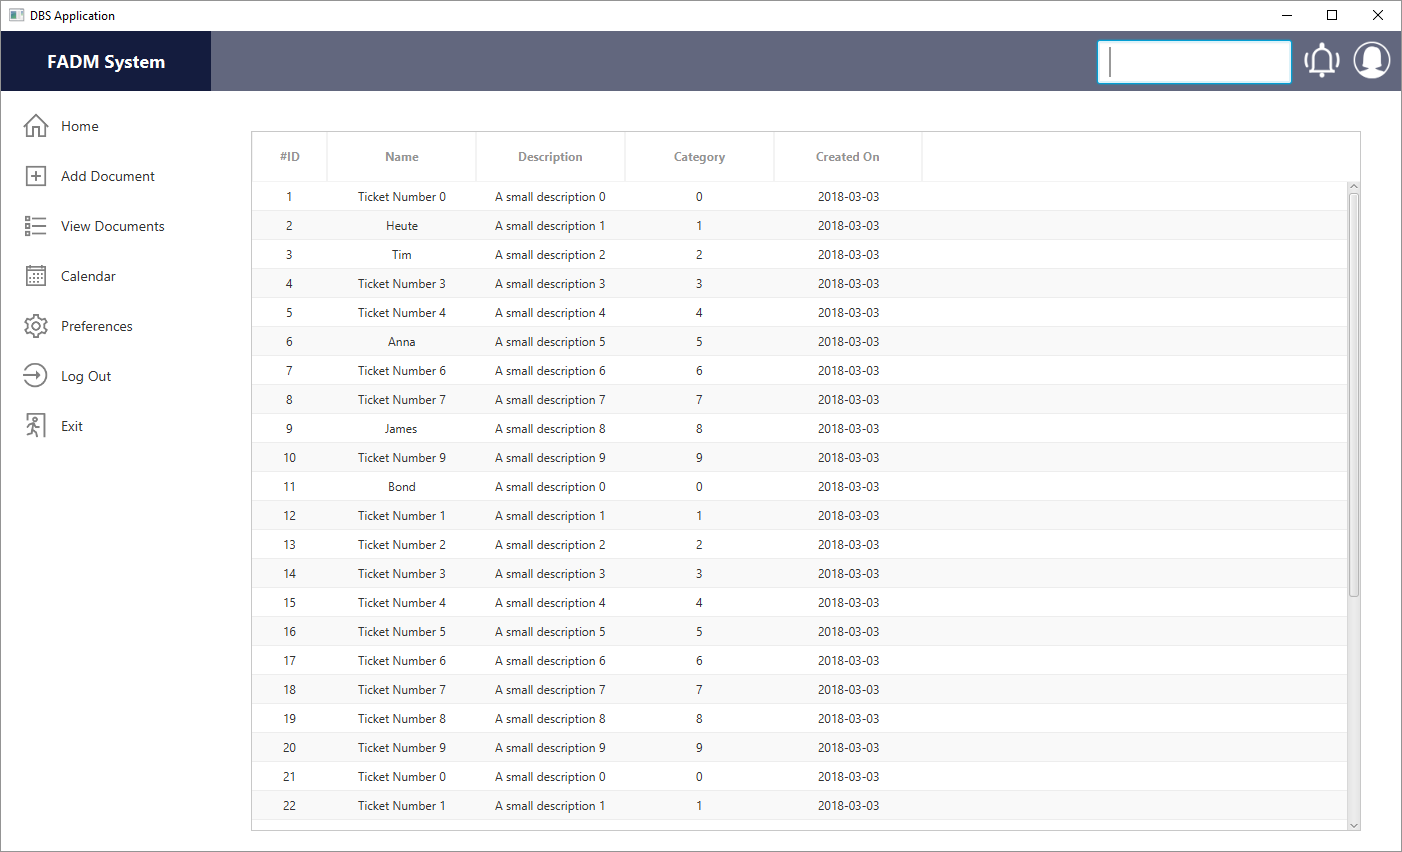 DBS Application
FADM System
Home
Add Document
View Documents
Calendar
Preferences
Log Out
Exit
#ID Name Description Category Created On
1 Ticket Number 0 A small description 0 0 2018-03-03
2 Heute A small description 1 1 2018-03-03
3 Tim A small description 2 2 2018-03-03
4 Ticket Number 3 A small description 3 3 2018-03-03
5 Ticket Number 4 A small description 4 4 2018-03-03
6 Anna A small description 5 5 2018-03-03
7 Ticket Number 6 A small description 6 6 2018-03-03
8 Ticket Number 7 A small description 7 7 2018-03-03
9 James A small description 8 8 2018-03-03
10 Ticket Number 9 A small description 9 9 2018-03-03
11 Bond A small description 0 0 2018-03-03
12 Ticket Number 1 A small description 1 1 2018-03-03
13 Ticket Number 2 A small description 2 2 2018-03-03
14 Ticket Number 3 A small description 3 3 2018-03-03
15 Ticket Number 4 A small description 4 4 2018-03-03
16 Ticket Number 5 A small description 5 5 2018-03-03
17 Ticket Number 6 A small description 6 6 2018-03-03
18 Ticket Number 7 A small description 7 7 2018-03-03
19 Ticket Number 8 A small description 8 8 2018-03-03
20 Ticket Number 9 A small description 9 9 2018-03-03
21 Ticket Number 0 A small description 0 0 2018-03-03
22 Ticket Number 1 A small description 1 1 2018-03-03